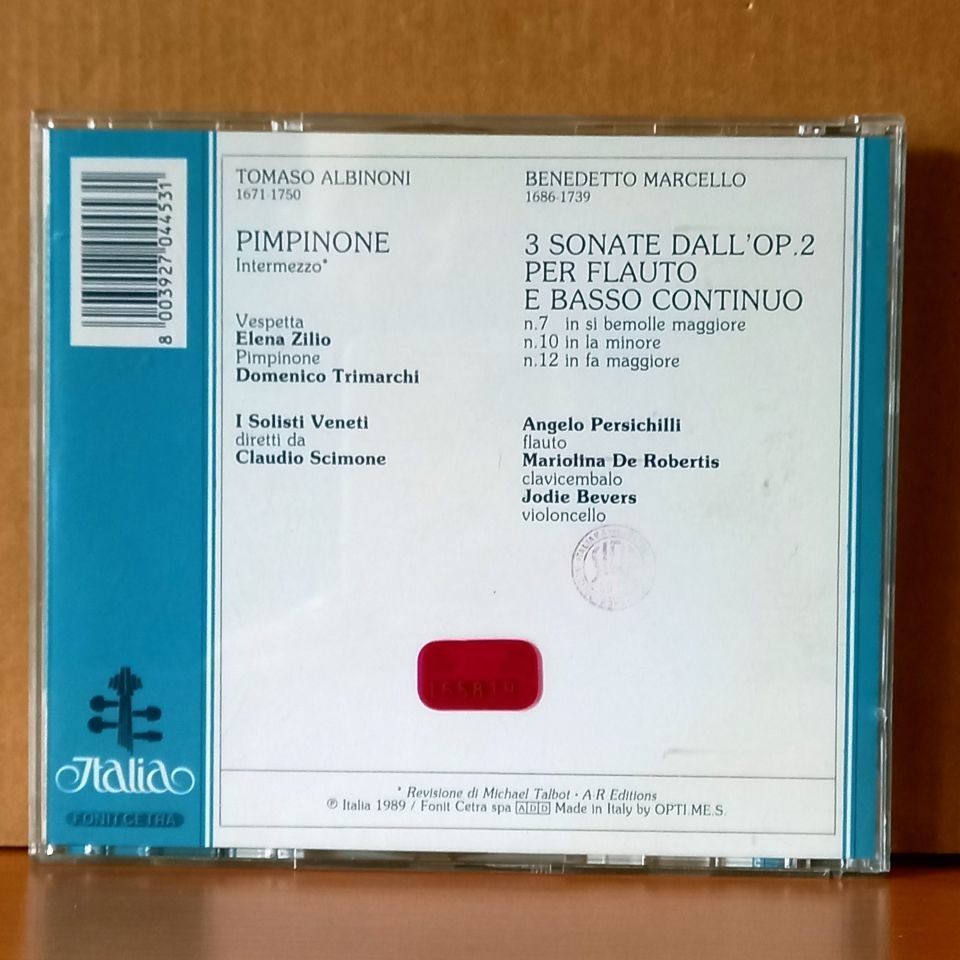 8 003927 044531
TOMASO ALBINONI
1671-1750
PIMPINONE
Intermezzo*
Vespetta
Elena Zilio
Pimpinone
Domenico Trimarchi
I Solisti Veneti
diretti da
Claudio Scimone
BENEDETTO MARCELLO
1686-1739
3 SONATE DALL'OP.2
PER FLAUTO
E BASSO CONTINUO
n.7 in si bemolle maggiore
n.10 in la minore
n.12 in fa maggiore
Angelo Persichilli
flauto
Mariolina De Robertis
clavicembalo
Jodie Bevers
violoncello
Italia
FONIT CETRA
* Revisione di Michael Talbot · A-R Editions
℗ Italia 1989 / Fonit Cetra spa ADD Made in Italy by OPTI.ME.S.